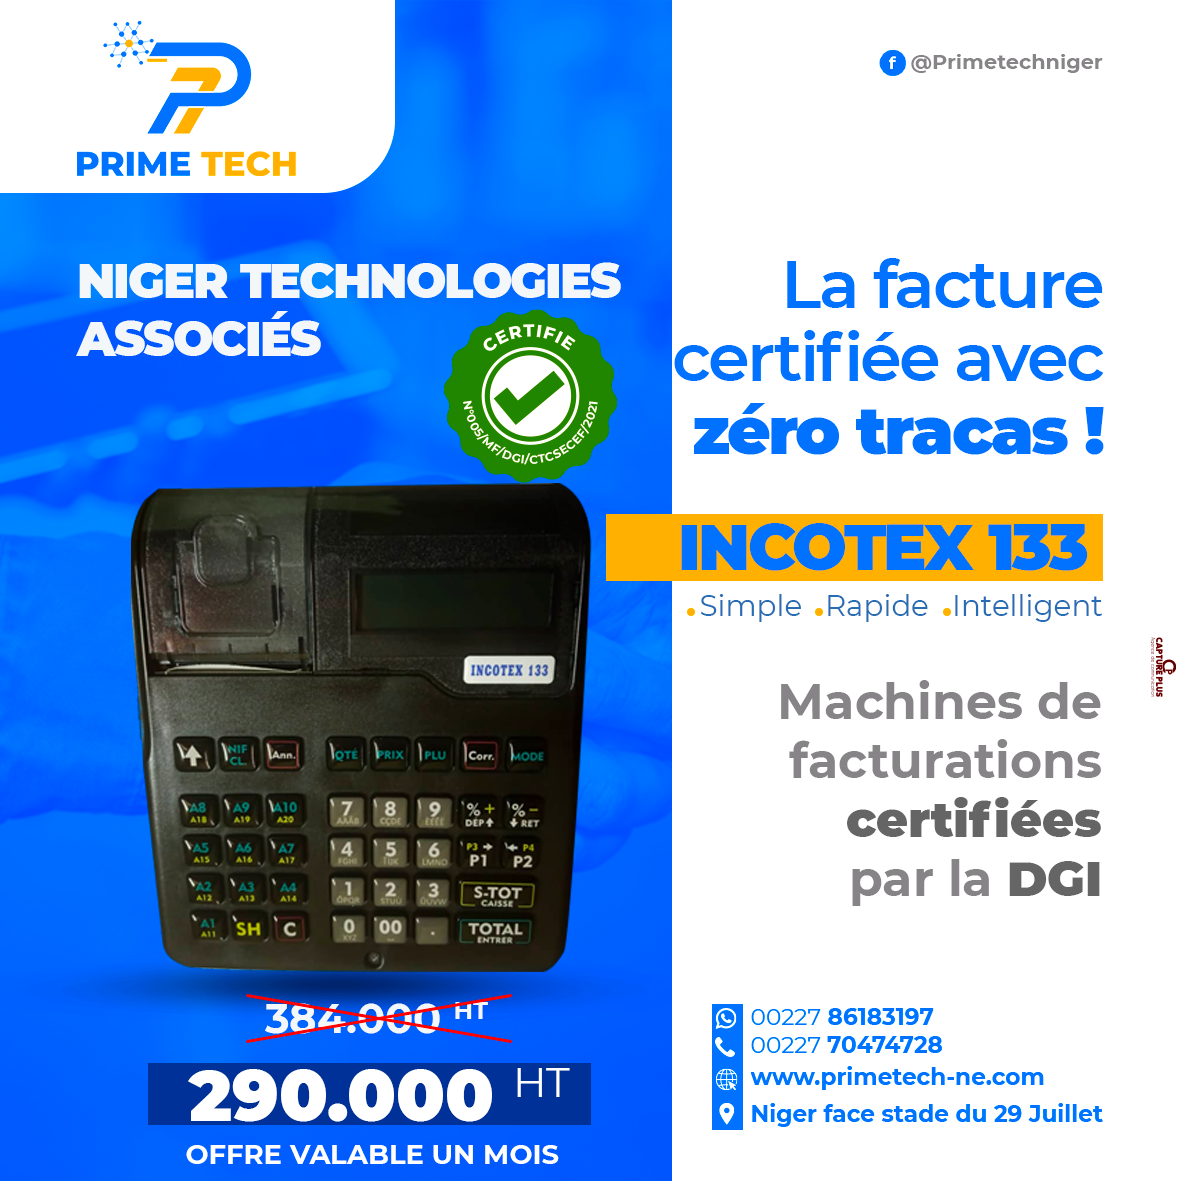 PRIME TECH
@Primetechniger
NIGER TECHNOLOGIES
ASSOCIÉS
CERTIFIE
N°005/MF/DGI/CTCSECEF/2021
La facture
certifiée avec
zéro tracas !
INCOTEX 133
Simple Rapide Intelligent
Machines de
facturations
certifiées
par la DGI
CAPTURE PLUS
INCOTEX 133
NIF CL. Ann. QTÉ PRIX PLU Corr. MODE
A8 A9 A10 7 8 9 %+ %-
A18 A19 A20 DÉP RET
A5 A6 A7 4 5 6 P3 P1 P4 P2
A15 A16 A17
A2 A3 A4 1 2 3 S-TOT
A12 A13 A14 CAISSE
A1 SH C 0 00 . TOTAL
A11 XYZ ENTRER
384.000 HT
290.000 HT
OFFRE VALABLE UN MOIS
00227 86183197
00227 70474728
www.primetech-ne.com
Niger face stade du 29 Juillet